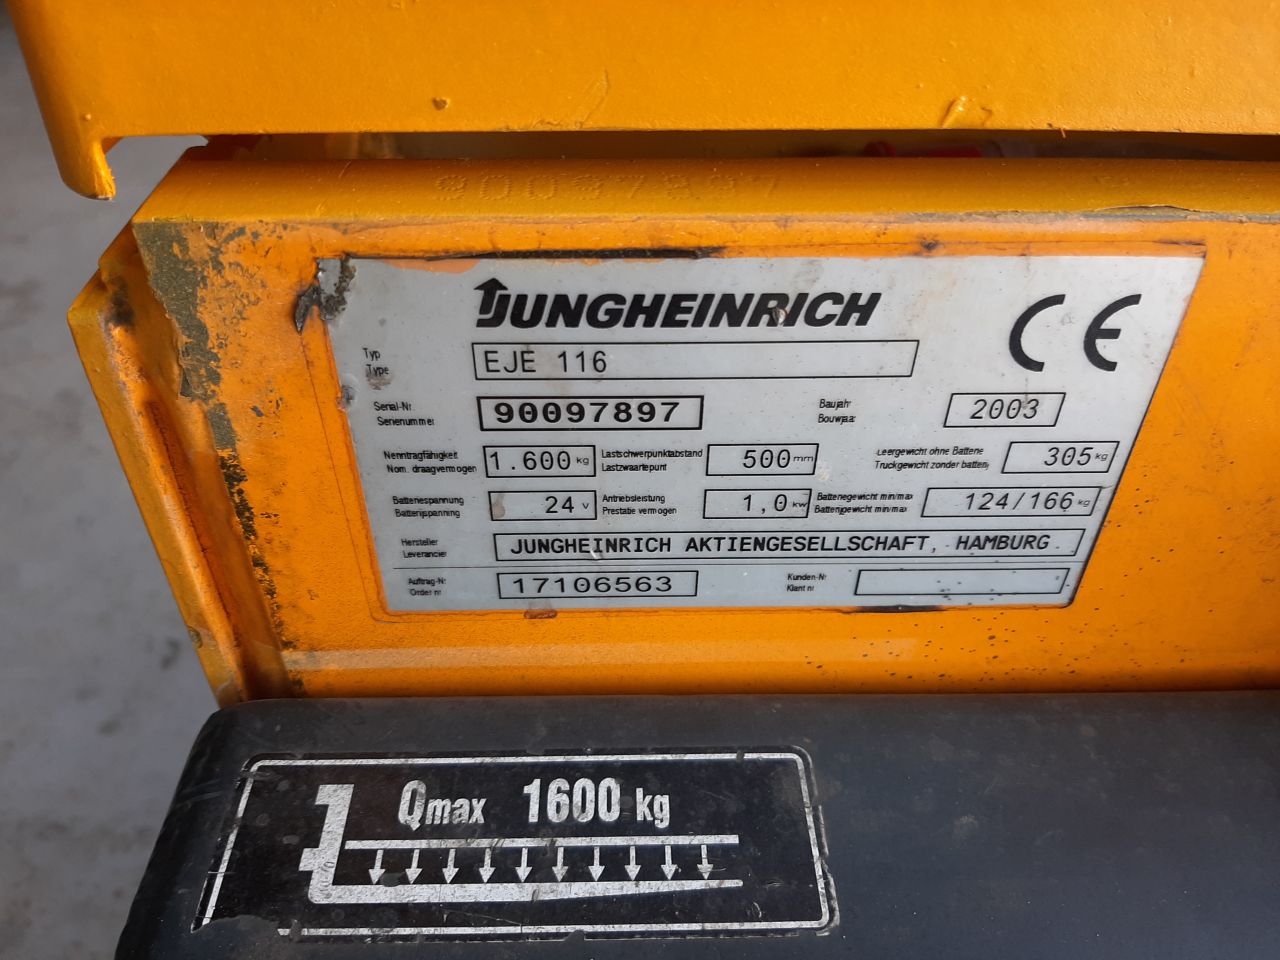 90097897
JUNGHEINRICH
CE
Typ
Type
EJE 116
Serial-Nr.
Serienummer
90097897
Baujahr
Bouwjaar
2003
Nenntragfähigkeit
Nom. draagvermogen
1.600 kg
Lastschwerpunktabstand
Lastzwaartepunt
500 mm
Leergewicht ohne Batterie
Truckgewicht zonder batterij
305 kg
Batteriespannung
Batterijspanning
24 V
Antriebsleistung
Prestatie vermogen
1,0 kw
Batteriegewicht min/max
Batterijgewicht min/max
124/166 kg
Hersteller
Leverancier
JUNGHEINRICH AKTIENGESELLSCHAFT, HAMBURG
Auftrag-Nr
Order nr
17106563
Kunden-Nr
Klant nr
Qmax 1600 kg